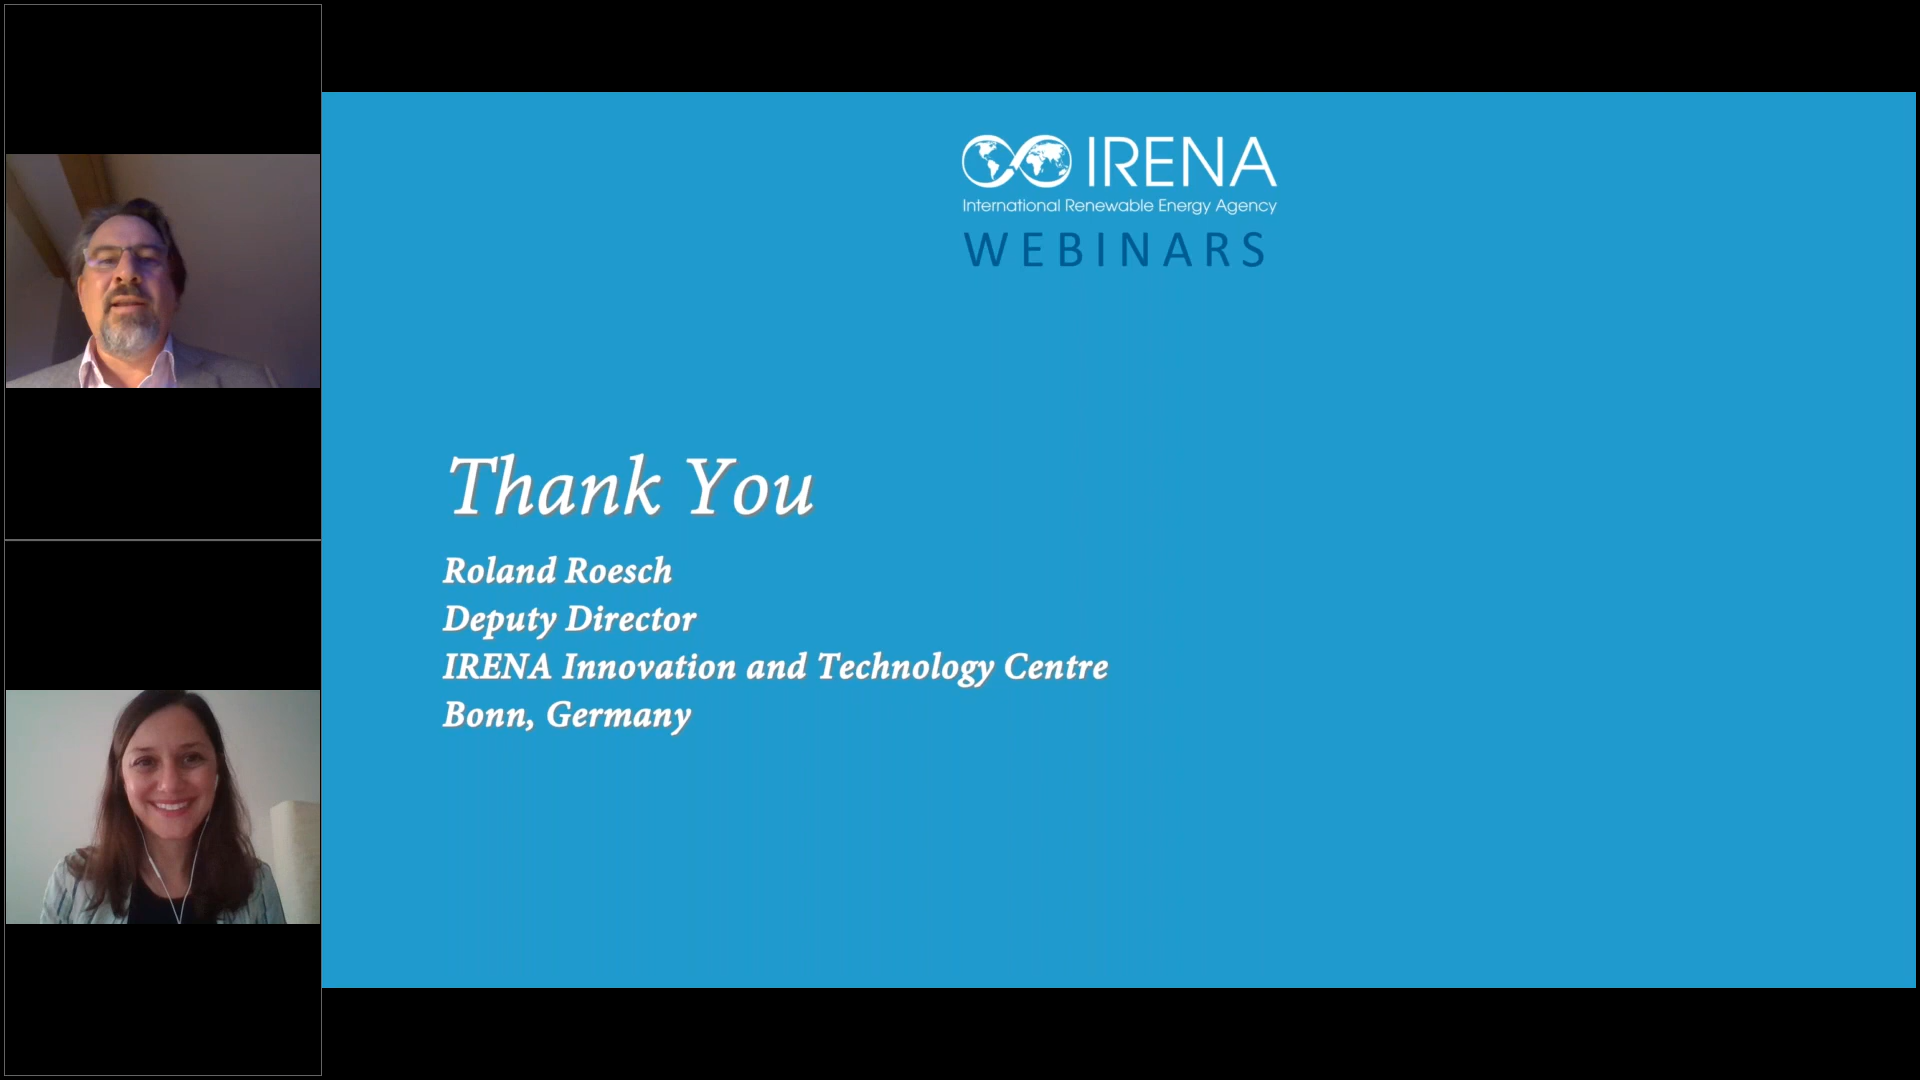 IRENA
International Renewable Energy Agency
WEBINARS
Thank You
Roland Roesch
Deputy Director
IRENA Innovation and Technology Centre
Bonn, Germany